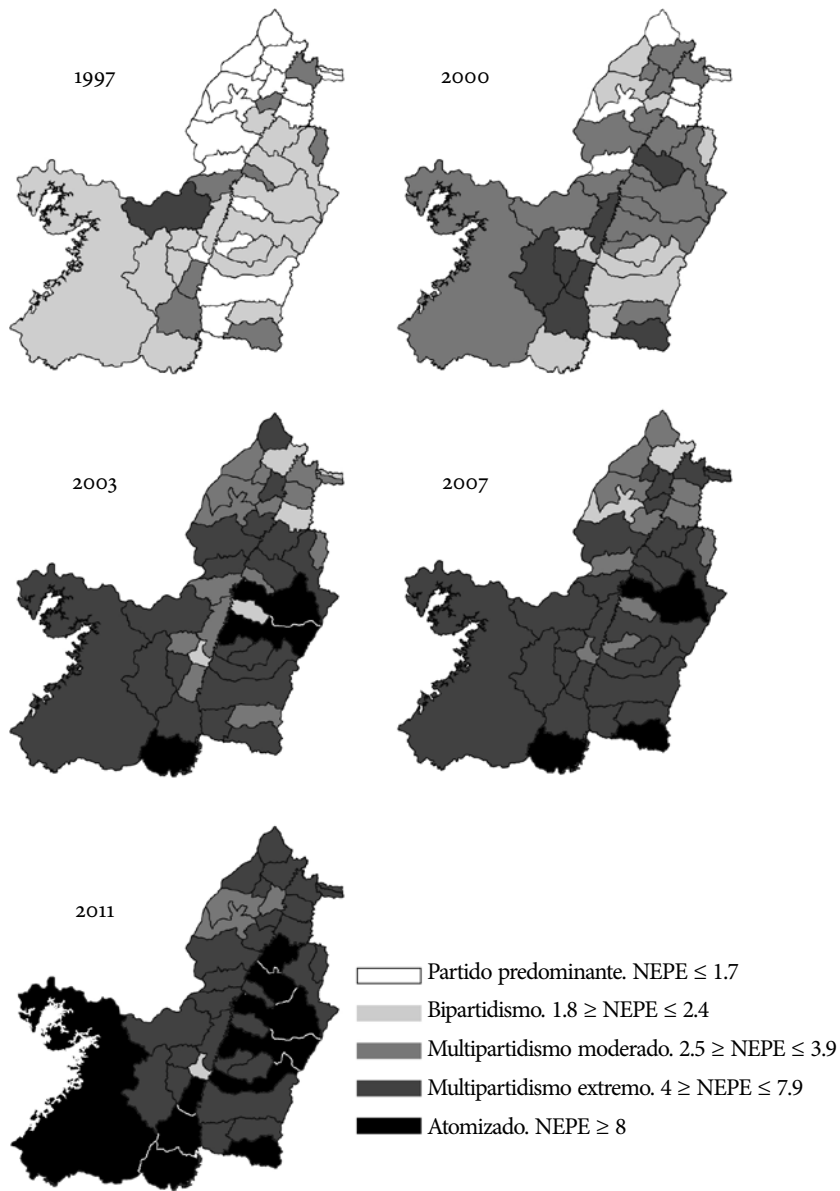 1997
2000
2003
2007
2011
Partido predominante. NEPE ≤ 1.7
Bipartidismo. 1.8 ≥ NEPE ≤ 2.4
Multipartidismo moderado. 2.5 ≥ NEPE ≤ 3.9
Multipartidismo extremo. 4 ≥ NEPE ≤ 7.9
Atomizado. NEPE ≥ 8